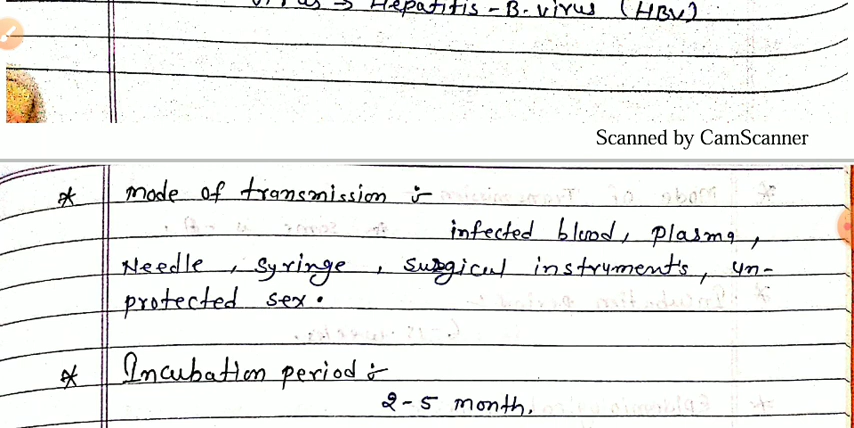 virus → Hepatitis - B. virus (HBV)
Scanned by CamScanner
* mode of transmission :-
infected blood, plasma,
Needle, Syringe, surgical instruments, un-
protected sex.
* Incubation period :-
2-5 month.